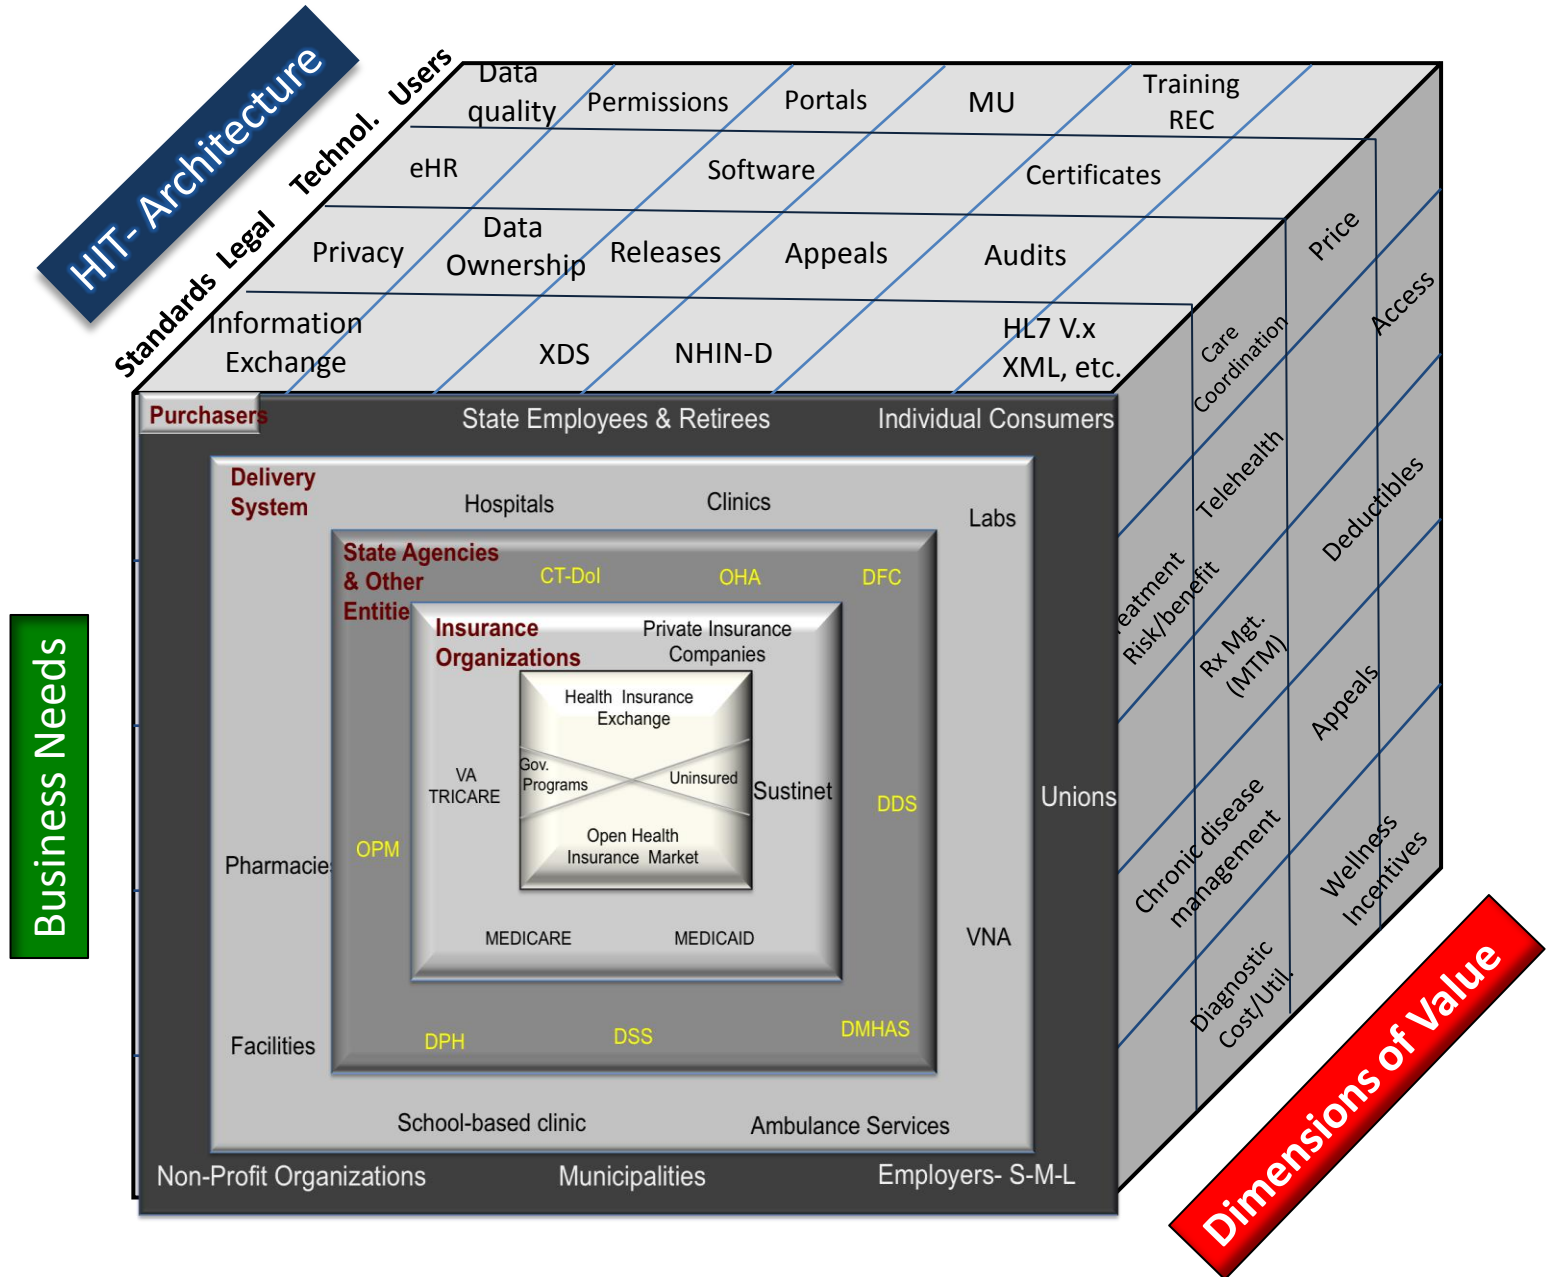 HIT- Architecture
Users
Technol.
Legal
Standards
Data
quality
Permissions
Portals
MU
Training
REC
eHR
Software
Certificates
Privacy
Data
Ownership
Releases
Appeals
Audits
Information
Exchange
XDS
NHIN-D
HL7 V.x
XML, etc.
Purchasers
State Employees & Retirees
Individual Consumers
Delivery
System
Hospitals
Clinics
Labs
State Agencies
& Other
Entitie
CT-DoI
OHA
DFC
Insurance
Organizations
Private Insurance
Companies
Health Insurance
Exchange
Gov.
Programs
Uninsured
Open Health
Insurance Market
VA
TRICARE
Sustinet
MEDICARE
MEDICAID
OPM
DDS
DPH
DSS
DMHAS
Pharmacie
Facilities
VNA
School-based clinic
Ambulance Services
Unions
Non-Profit Organizations
Municipalities
Employers- S-M-L
Business Needs
Price
Access
Care
Coordination
Telehealth
Deductibles
reatment
Risk/benefit
Rx Mgt.
(MTM)
Appeals
Chronic disease
management
Wellness
Incentives
Diagnostic
Cost/Util.
Dimensions of Value